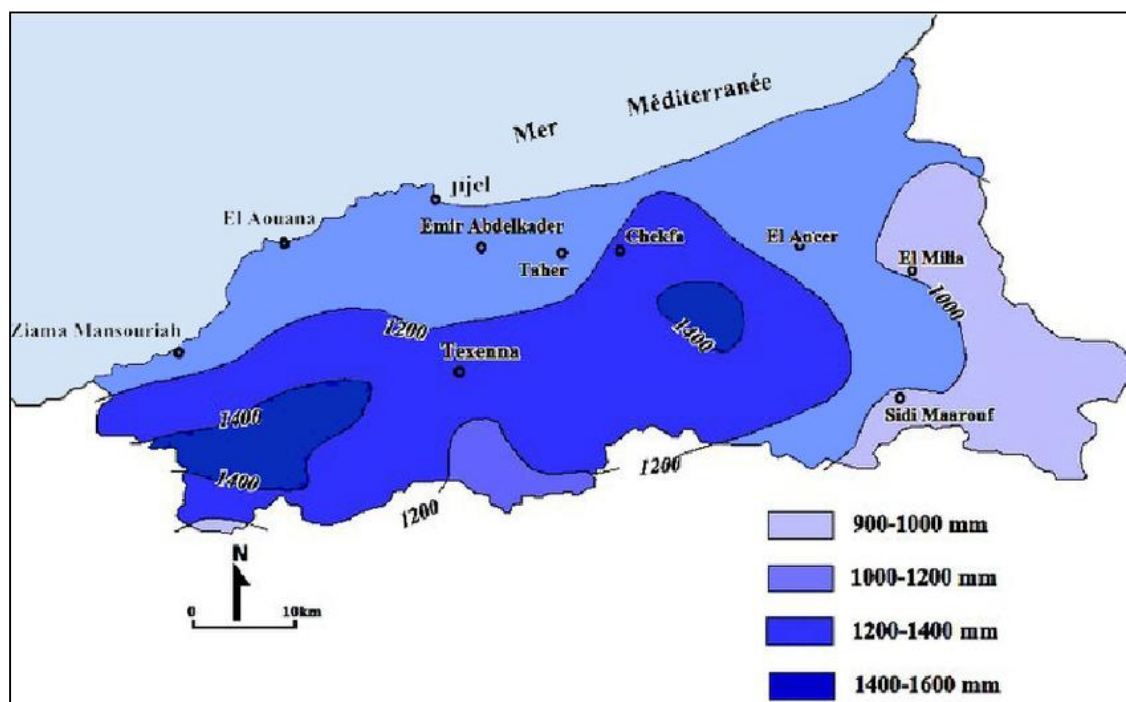 Mer Méditerranée
jijel
El Aouana
Emir Abdelkader
Taher
Chekfa
El Ancer
El Milia
1000
Ziama Mansouriah
1200
1400
Texenna
Sidi Maarouf
1400
1400
1200
1200
N
0 10km
900-1000 mm
1000-1200 mm
1200-1400 mm
1400-1600 mm